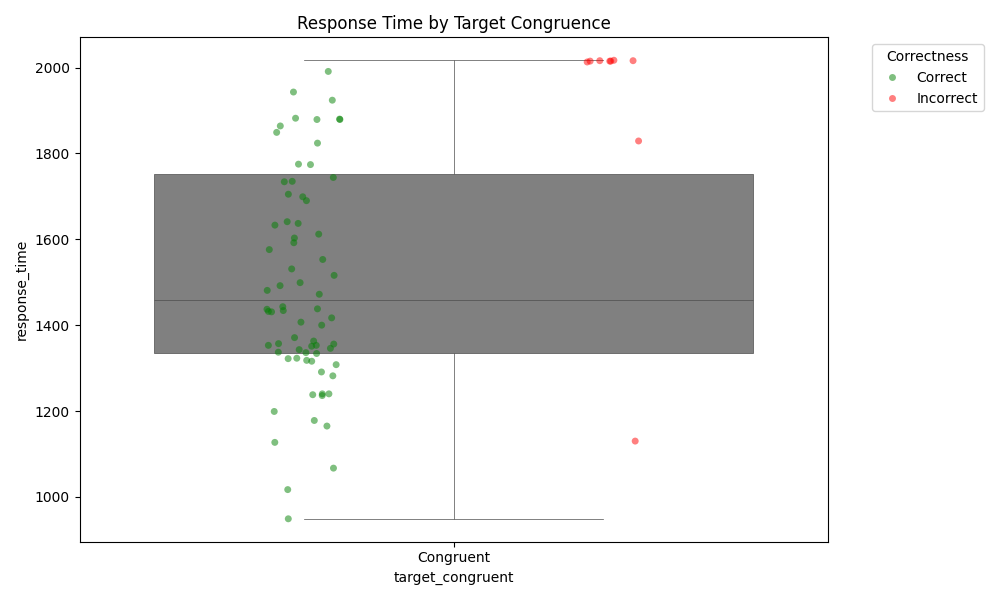 Response Time by Target Congruence
Correctness
Correct
Incorrect
2000
1800
1600
1400
1200
1000
response_time
Congruent
target_congruent